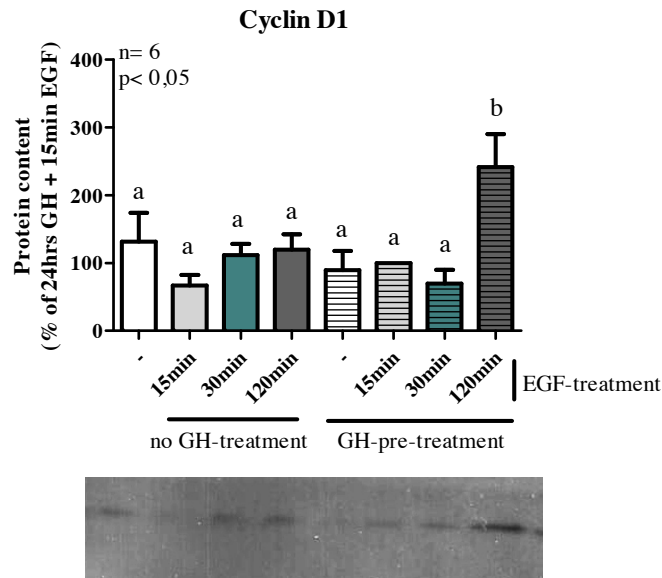 Cyclin D1
n= 6
p< 0,05
Protein content
(% of 24hrs GH + 15min EGF)
400
300
200
100
0
a
a
a
a
a
a
a
b
-
15min
30min
120min
-
15min
30min
120min
EGF-treatment
no GH-treatment
GH-pre-treatment